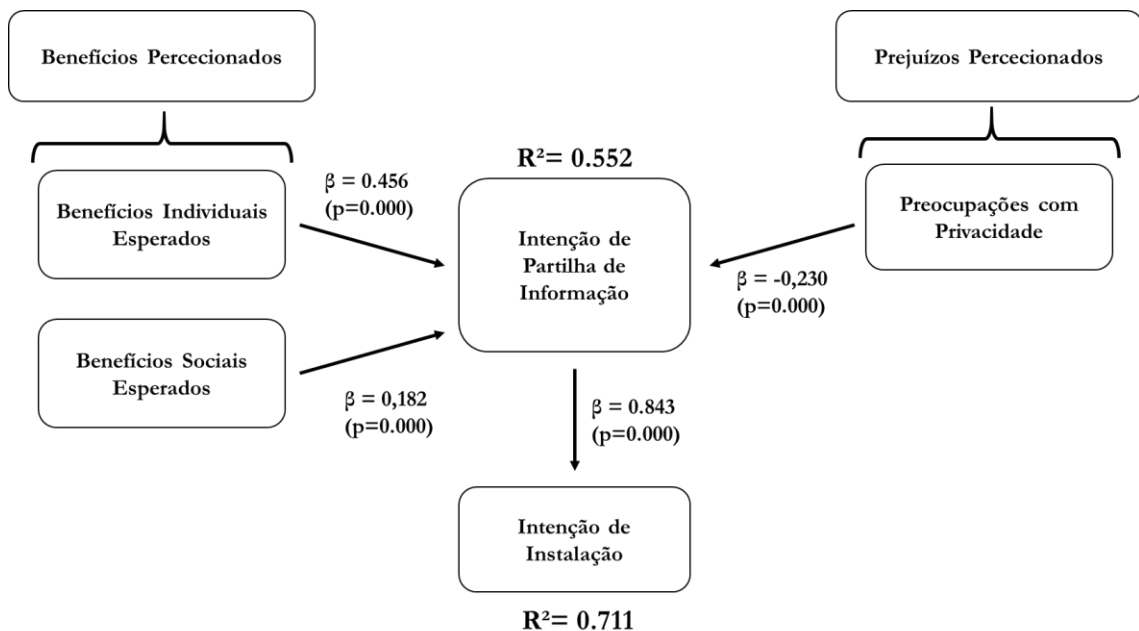 Benefícios Percecionados
Prejuízos Percecionados
R²= 0.552
β = 0.456
(p=0.000)
Benefícios Individuais
Esperados
Intenção de
Partilha de
Informação
Preocupações com
Privacidade
β = -0,230
(p=0.000)
Benefícios Sociais
Esperados
β = 0,182
(p=0.000)
β = 0.843
(p=0.000)
Intenção de
Instalação
R²= 0.711